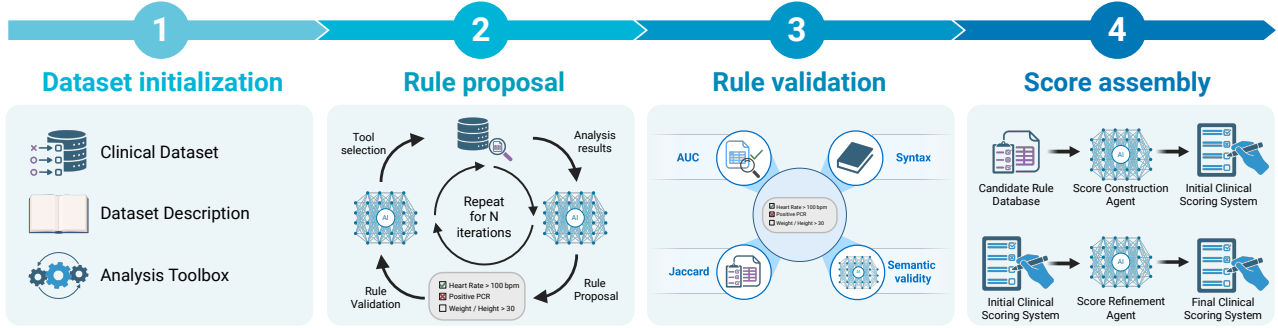 1
Dataset initialization
Clinical Dataset
Dataset Description
Analysis Toolbox
2
Rule proposal
Tool
selection
Analysis
results
AI
Repeat
for N
iterations
AI
Rule
Validation
Heart Rate > 100 bpm
Positive PCR
Weight / Height > 30
Rule
Proposal
3
Rule validation
AUC
Syntax
Heart Rate > 100 bpm
Positive PCR
Weight / Height > 30
Jaccard
Semantic
validity
4
Score assembly
AI
Candidate Rule
Database
Score Construction
Agent
Initial Clinical
Scoring System
AI
Initial Clinical
Scoring System
Score Refinement
Agent
Final Clinical
Scoring System